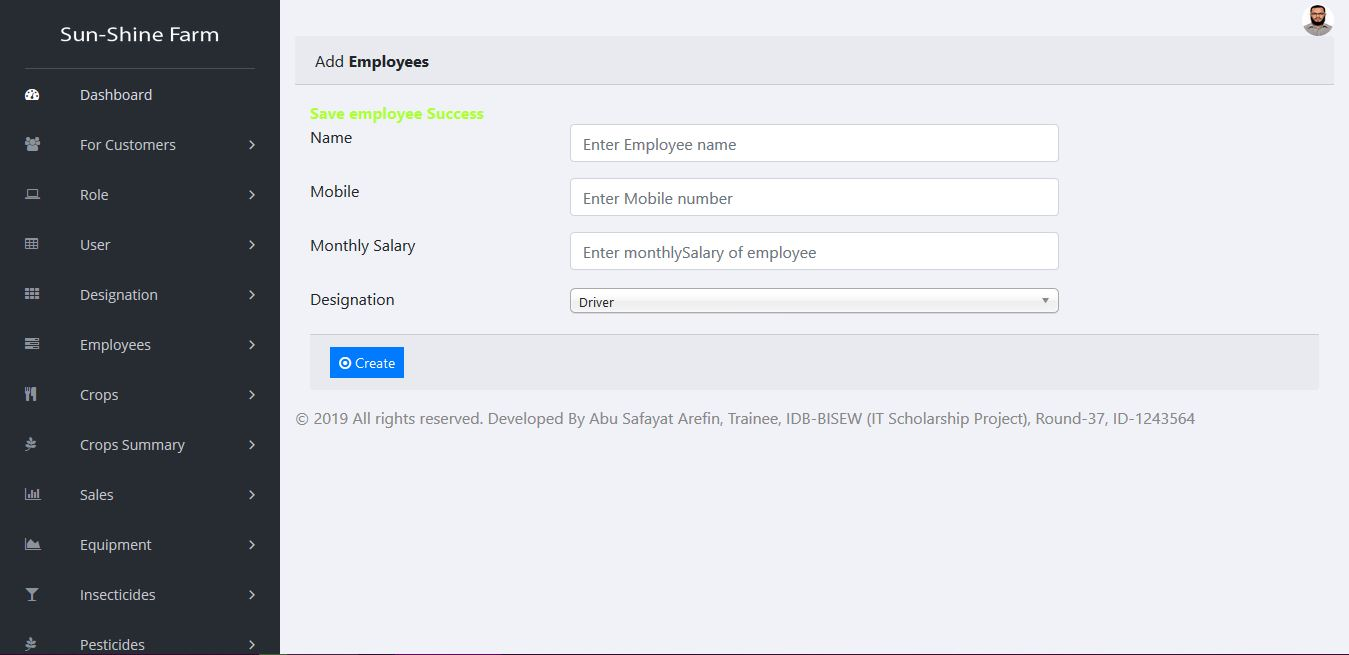 Sun-Shine Farm
Dashboard
For Customers
Role
User
Designation
Employees
Crops
Crops Summary
Sales
Equipment
Insecticides
Pesticides
Add Employees
Save employee Success
Name
Enter Employee name
Mobile
Enter Mobile number
Monthly Salary
Enter monthlySalary of employee
Designation
Driver
Create
© 2019 All rights reserved. Developed By Abu Safayat Arefin, Trainee, IDB-BISEW (IT Scholarship Project), Round-37, ID-1243564